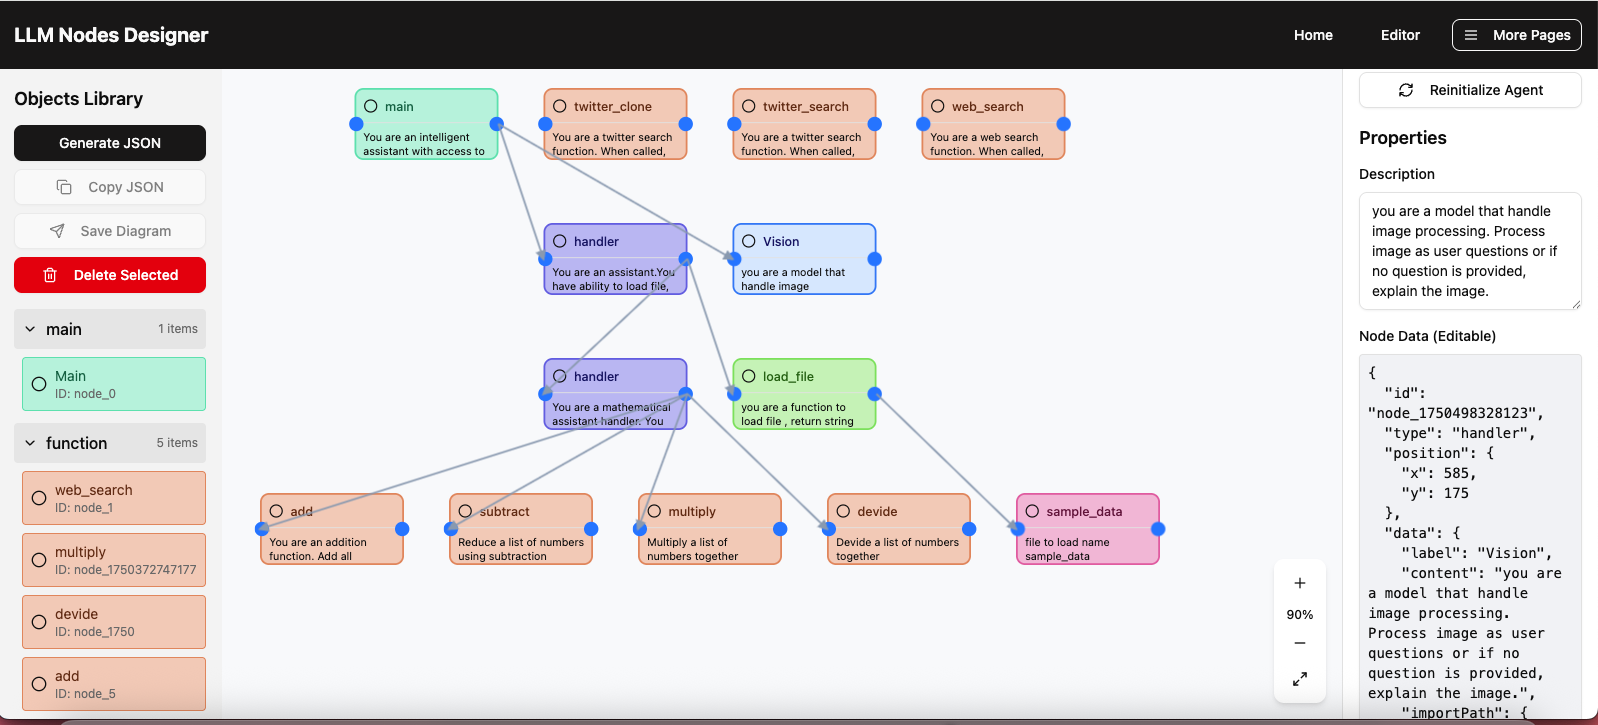 LLM Nodes Designer
Home
Editor
More Pages
Objects Library
Generate JSON
Copy JSON
Save Diagram
Delete Selected
main
1 items
Main
ID: node_0
function
5 items
web_search
ID: node_1
multiply
ID: node_1750372747177
devide
ID: node_1750
add
ID: node_5
main
You are an intelligent
assistant with access to
twitter_clone
You are a twitter search
function. When called,
twitter_search
You are a twitter search
function. When called,
web_search
You are a web search
function. When called,
handler
You are an assistant.You
have ability to load file,
Vision
you are a model that
handle image
handler
You are a mathematical
assistant handler. You
load_file
you are a function to
load file , return string
add
You are an addition
function. Add all
subtract
Reduce a list of numbers
using subtraction
multiply
Multiply a list of
numbers together
devide
Devide a list of numbers
together
sample_data
file to load name
sample_data
90%
Reinitialize Agent
Properties
Description
you are a model that handle
image processing. Process
image as user questions or if
no question is provided,
explain the image.
Node Data (Editable)
{
"id":
"node_1750498328123",
"type": "handler",
"position": {
"x": 585,
"y": 175
},
"data": {
"label": "Vision",
"content": "you are
a model that handle
image processing.
Process image as user
questions or if no
question is provided,
explain the image.",
"importPath": {